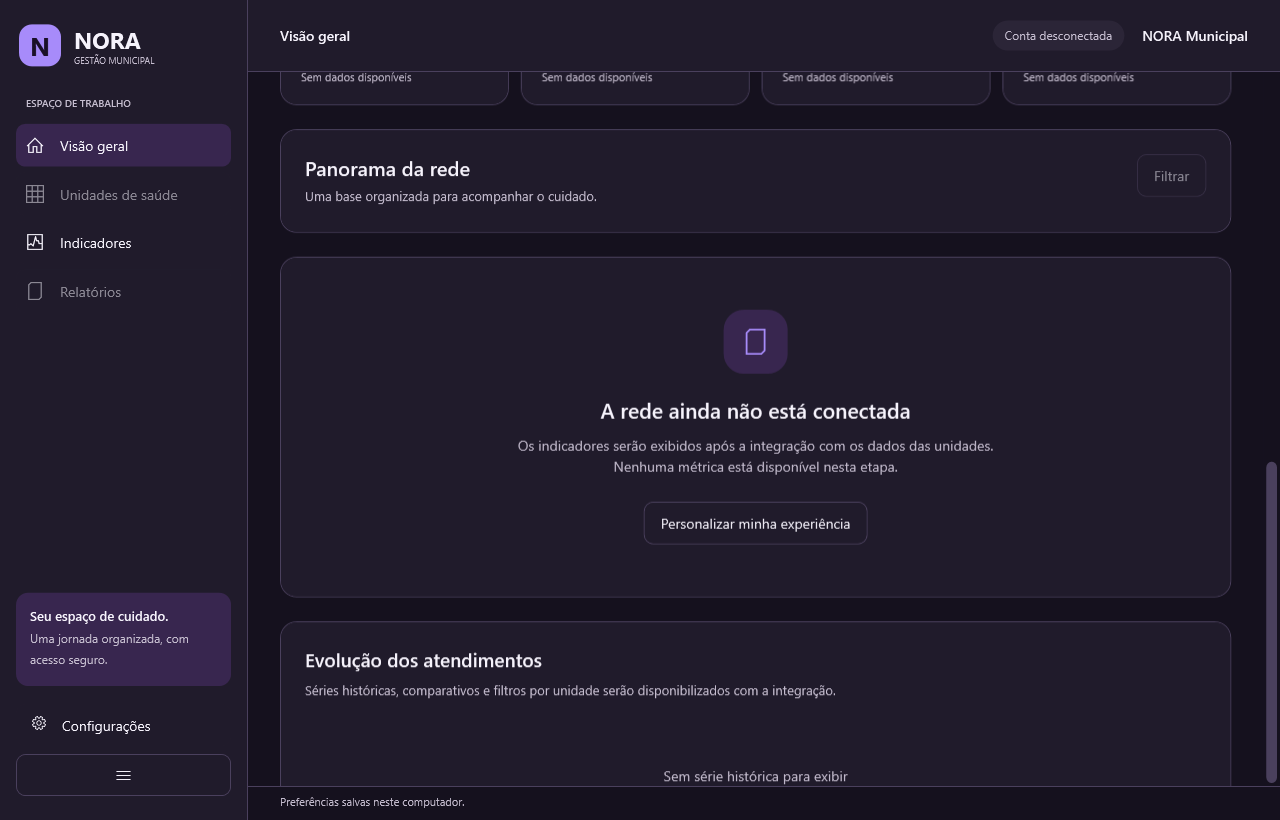 N
NORA
GESTÃO MUNICIPAL
ESPAÇO DE TRABALHO
Visão geral
Unidades de saúde
Indicadores
Relatórios
Seu espaço de cuidado.
Uma jornada organizada, com
acesso seguro.
Configurações
Visão geral
Conta desconectada
NORA Municipal
Sem dados disponíveis
Sem dados disponíveis
Sem dados disponíveis
Sem dados disponíveis
Panorama da rede
Uma base organizada para acompanhar o cuidado.
Filtrar
A rede ainda não está conectada
Os indicadores serão exibidos após a integração com os dados das unidades.
Nenhuma métrica está disponível nesta etapa.
Personalizar minha experiência
Evolução dos atendimentos
Séries históricas, comparativos e filtros por unidade serão disponibilizados com a integração.
Sem série histórica para exibir
Preferências salvas neste computador.